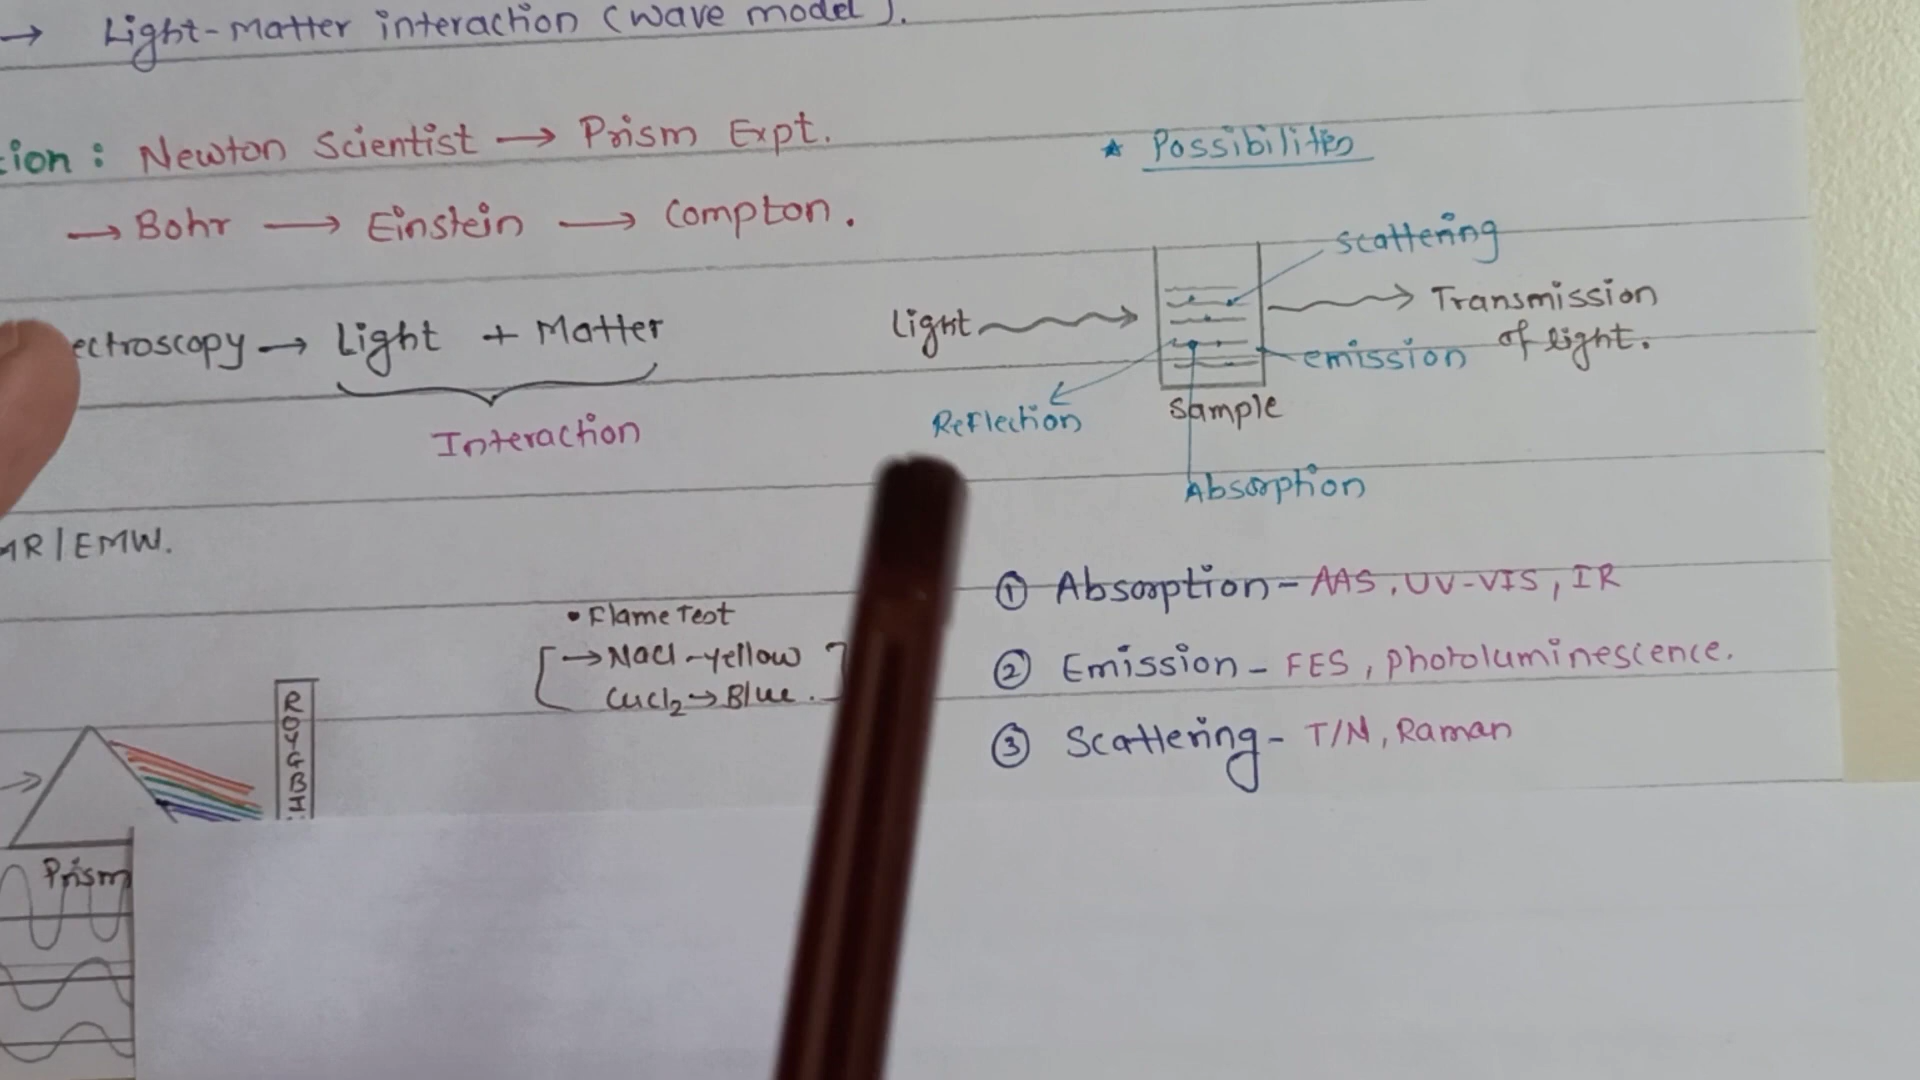 → Light-matter interaction (wave model).
tion: Newton Scientist → Prism Expt.
→ Bohr → Einstein → Compton.
ectroscopy → Light + Matter
Interaction
MR/EMW.
• Flame Test
→ NaCl - yellow
CuCl2 → Blue.
R
O
Y
G
B
I
Prism
★ Possibilities
Scattering
Light
Transmission
of light.
emission
Reflection
Sample
Absorption
① Absorption - AAS, UV-VIS, IR
② Emission - FES, photoluminescence.
③ Scattering - T/N, Raman